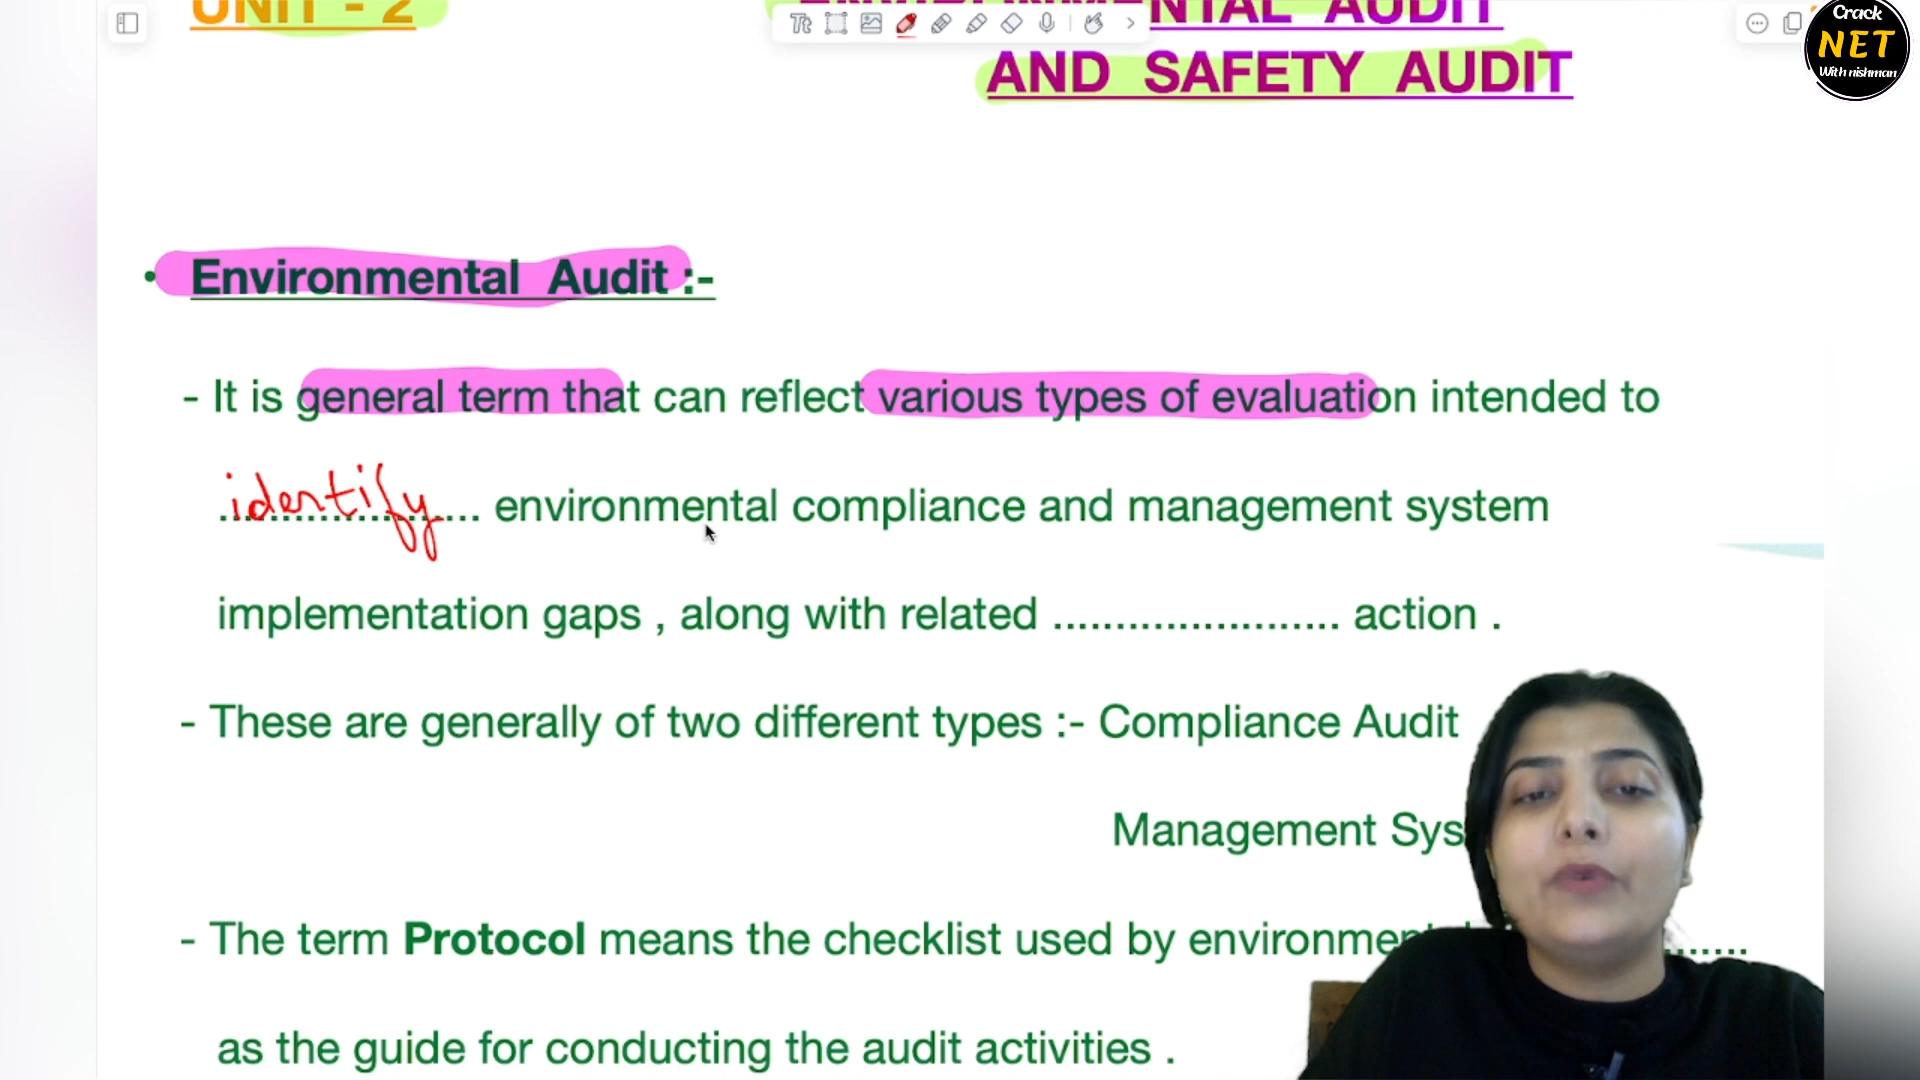 UNIT - 2
ENVIRONMENTAL AUDIT
AND SAFETY AUDIT
Crack
NET
With nishman
• Environmental Audit :-
- It is general term that can reflect various types of evaluation intended to
identify environmental compliance and management system
implementation gaps , along with related ....................... action .
- These are generally of two different types :- Compliance Audit
Management Sys
- The term Protocol means the checklist used by environmen
as the guide for conducting the audit activities .